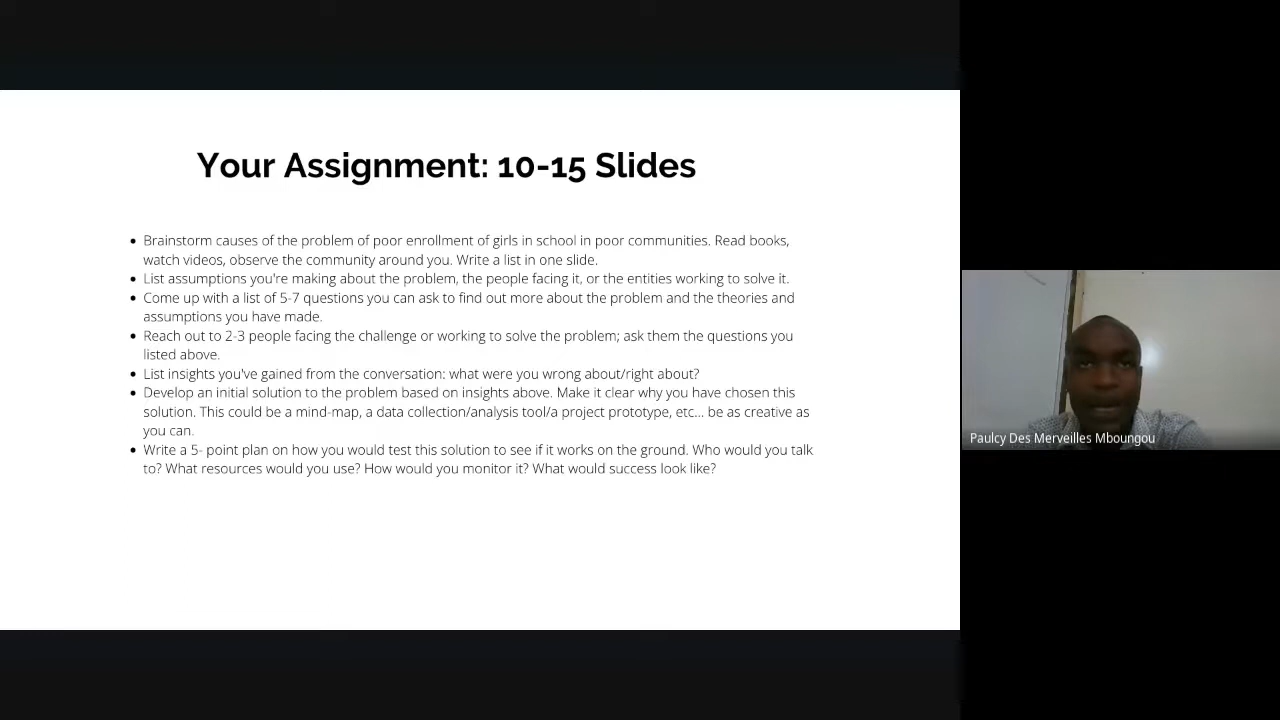 Your Assignment: 10-15 Slides
Brainstorm causes of the problem of poor enrollment of girls in school in poor communities. Read books,
watch videos, observe the community around you. Write a list in one slide.
List assumptions you're making about the problem, the people facing it, or the entities working to solve it.
Come up with a list of 5-7 questions you can ask to find out more about the problem and the theories and
assumptions you have made.
Reach out to 2-3 people facing the challenge or working to solve the problem; ask them the questions you
listed above.
List insights you've gained from the conversation: what were you wrong about/right about?
Develop an initial solution to the problem based on insights above. Make it clear why you have chosen this
solution. This could be a mind-map, a data collection/analysis tool/a project prototype, etc... be as creative as
you can.
Write a 5- point plan on how you would test this solution to see if it works on the ground. Who would you talk
to? What resources would you use? How would you monitor it? What would success look like?
Paulcy Des Merveilles Mboungou